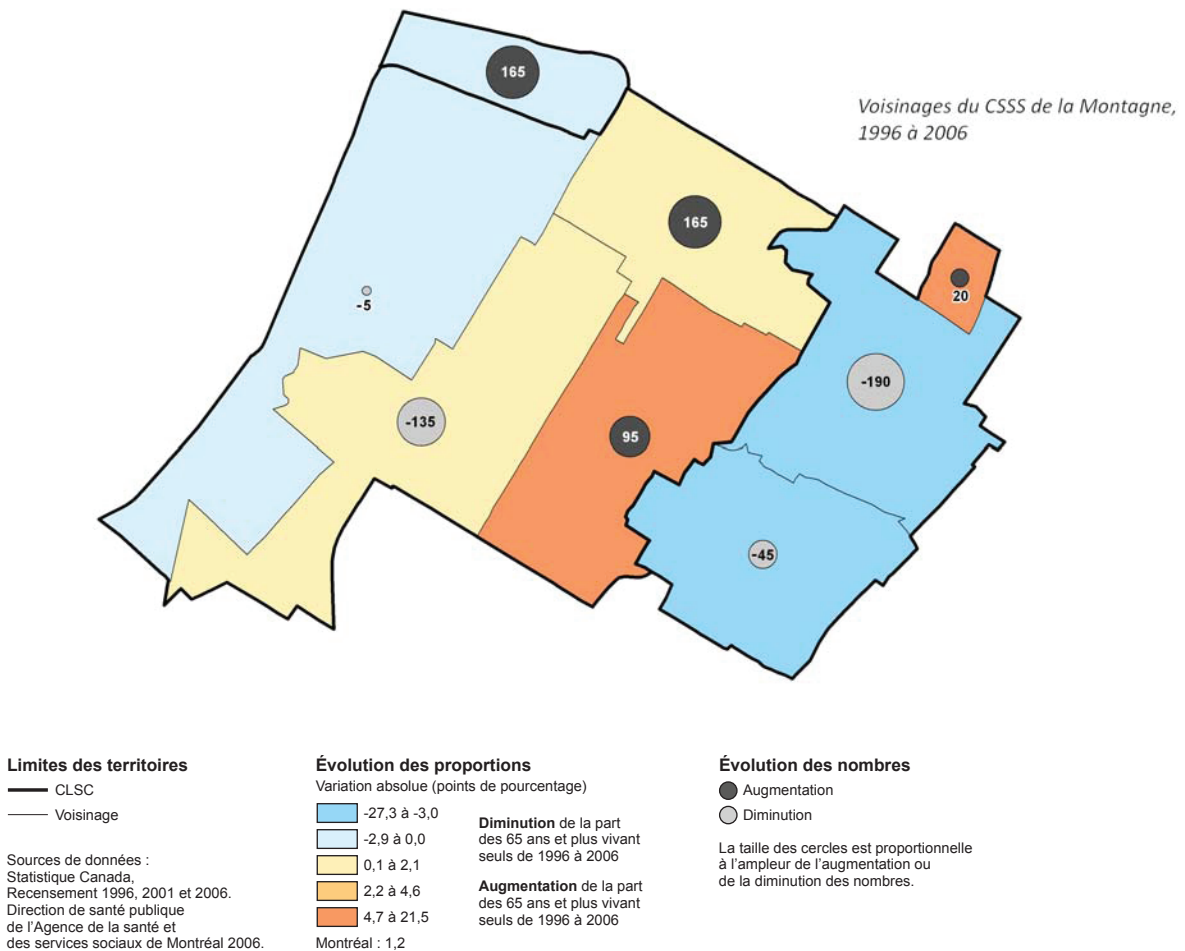 Voisinages du CSSS de la Montagne,
1996 à 2006
165
165
20
-5
-190
-135
95
-45
Limites des territoires
CLSC
Voisinage
Sources de données :
Statistique Canada,
Recensement 1996, 2001 et 2006.
Direction de santé publique
de l'Agence de la santé et
des services sociaux de Montréal 2006.
Évolution des proportions
Variation absolue (points de pourcentage)
-27,3 à -3,0
-2,9 à 0,0
0,1 à 2,1
2,2 à 4,6
4,7 à 21,5
Montréal : 1,2
Diminution de la part
des 65 ans et plus vivant
seuls de 1996 à 2006
Augmentation de la part
des 65 ans et plus vivant
seuls de 1996 à 2006
Évolution des nombres
Augmentation
Diminution
La taille des cercles est proportionnelle
à l'ampleur de l'augmentation ou
de la diminution des nombres.